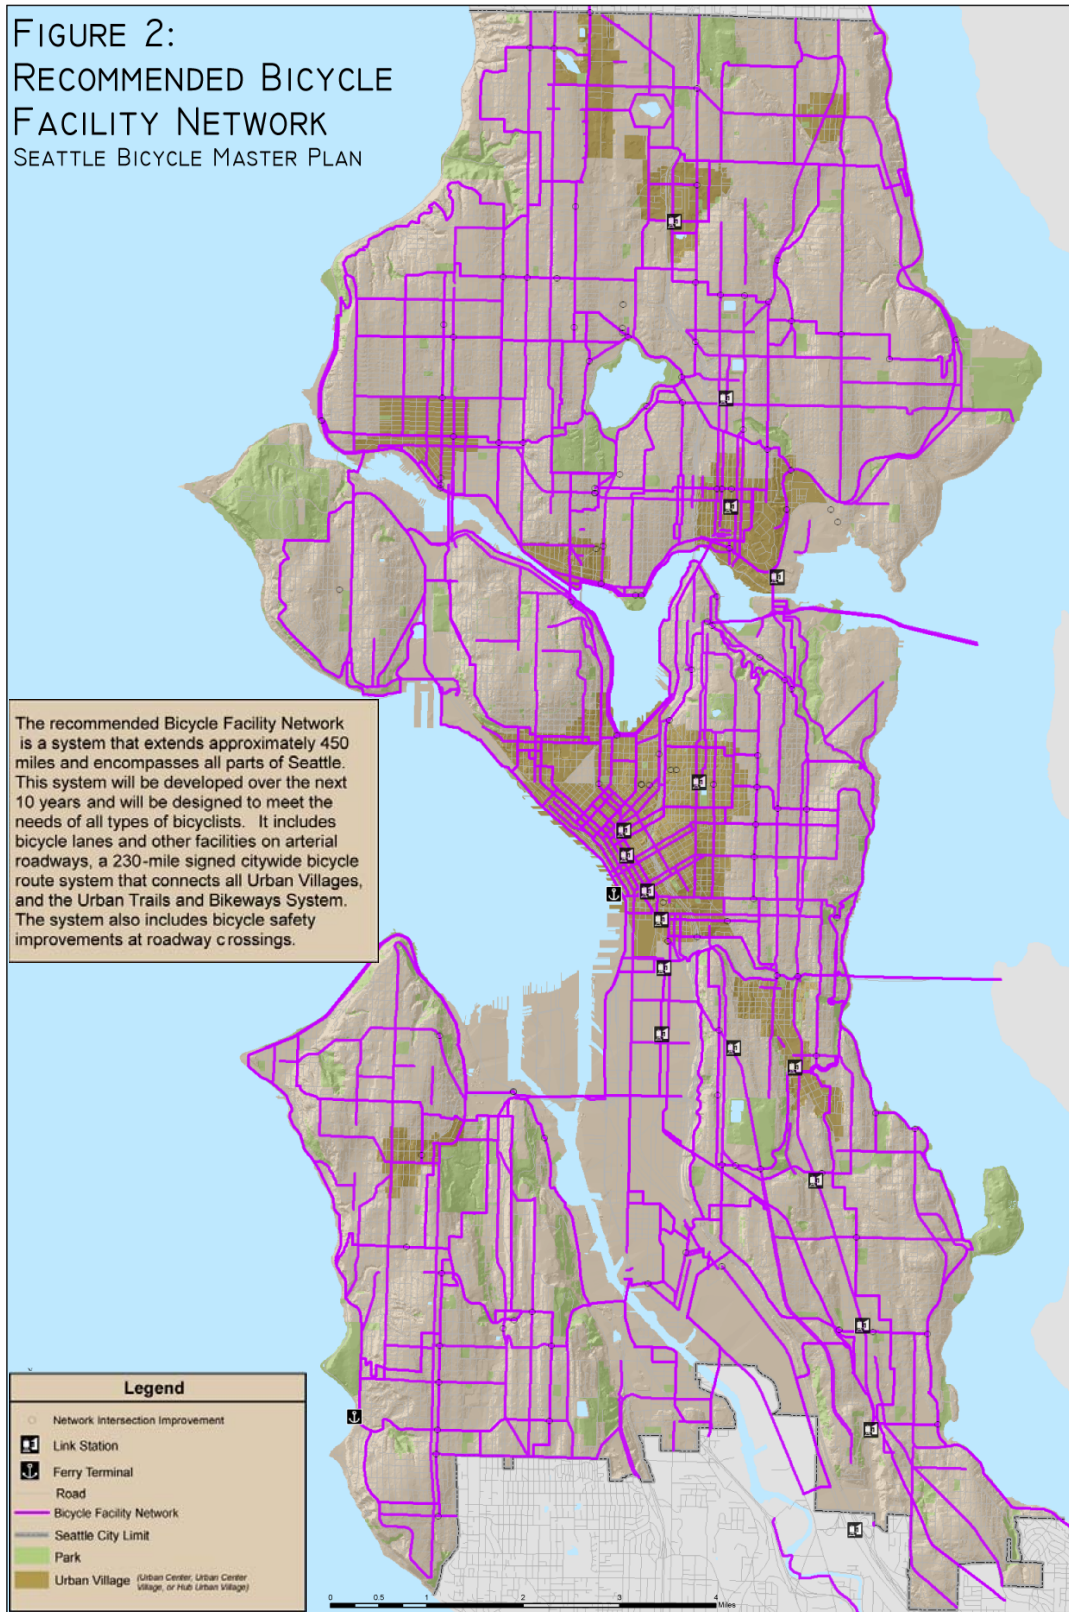 FIGURE 2:
RECOMMENDED BICYCLE
FACILITY NETWORK
SEATTLE BICYCLE MASTER PLAN
The recommended Bicycle Facility Network
is a system that extends approximately 450
miles and encompasses all parts of Seattle.
This system will be developed over the next
10 years and will be designed to meet the
needs of all types of bicyclists. It includes
bicycle lanes and other facilities on arterial
roadways, a 230-mile signed citywide bicycle
route system that connects all Urban Villages,
and the Urban Trails and Bikeways System.
The system also includes bicycle safety
improvements at roadway crossings.
Legend
Network Intersection Improvement
Link Station
Ferry Terminal
Road
Bicycle Facility Network
Seattle City Limit
Park
Urban Village (Urban Center, Urban Center
Village, or Hub Urban Village)
0 0.5 1 2 3 4
Miles